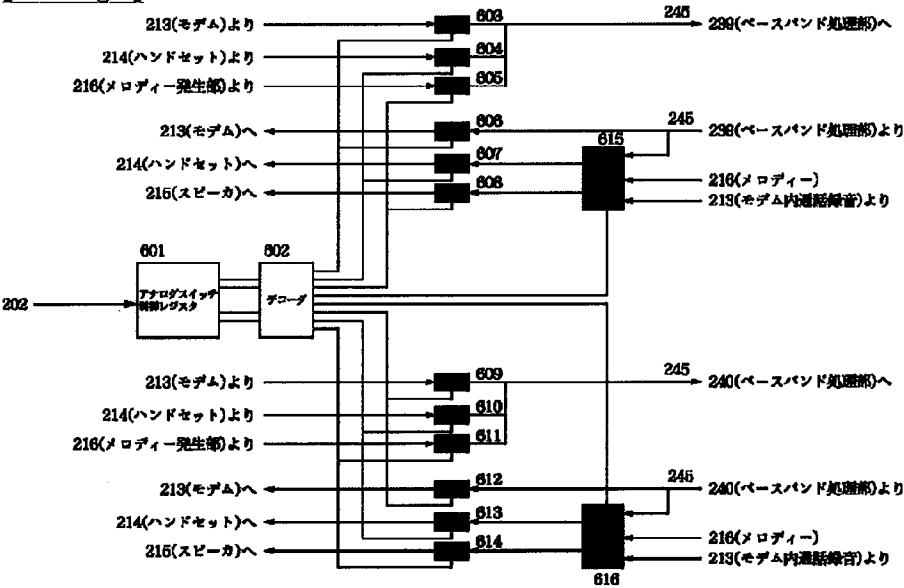 213(モデム)より
603
245
239(ベースバンド処理部)へ
214(ハンドセット)より
604
216(メロディー発生部)より
605
213(モデム)へ
606
245
239(ベースバンド処理部)より
615
214(ハンドセット)へ
607
216(メロディー)
215(スピーカ)へ
608
213(モデム内通話録音)より
601
602
202
アナログスイッチ
制御レジスタ
デコーダ
213(モデム)より
609
245
240(ベースバンド処理部)へ
214(ハンドセット)より
610
216(メロディー発生部)より
611
213(モデム)へ
612
245
240(ベースバンド処理部)より
214(ハンドセット)へ
613
216(メロディー)
215(スピーカ)へ
614
213(モデム内通話録音)より
616